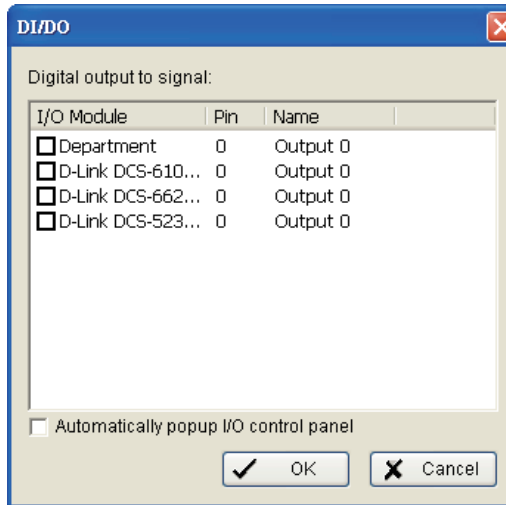 DI/DO
Digital output to signal:
I/O Module Pin Name
Department 0 Output 0
D-Link DCS-610... 0 Output 0
D-Link DCS-662... 0 Output 0
D-Link DCS-523... 0 Output 0
Automatically popup I/O control panel
OK Cancel